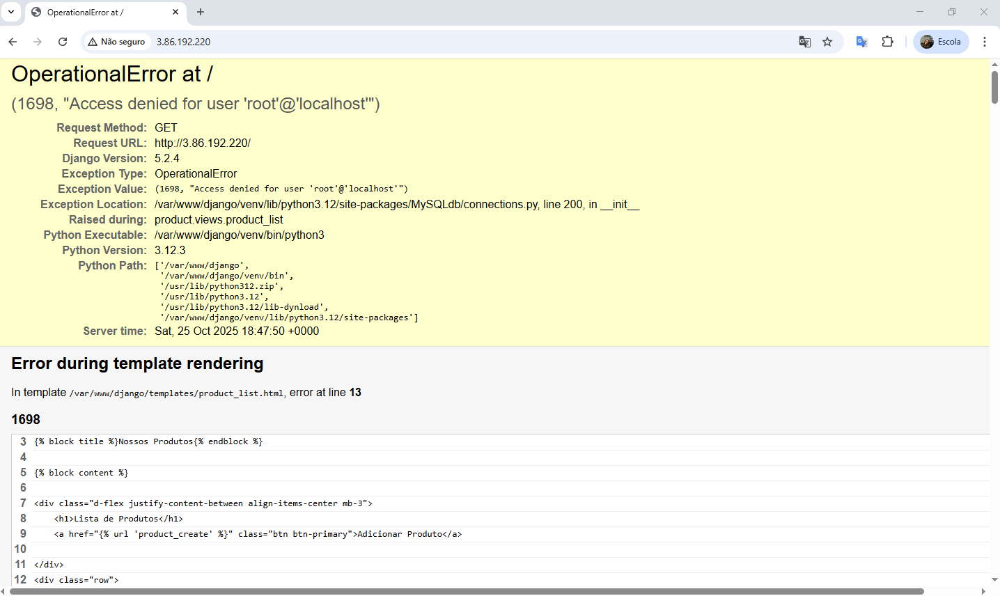 OperationalError at /
Não seguro 3.86.192.220 Escola
OperationalError at /
(1698, "Access denied for user 'root'@'localhost'")
Request Method: GET
Request URL: http://3.86.192.220/
Django Version: 5.2.4
Exception Type: OperationalError
Exception Value: (1698, "Access denied for user 'root'@'localhost'")
Exception Location: /var/www/django/venv/lib/python3.12/site-packages/MySQLdb/connections.py, line 200, in __init__
Raised during: product.views.product_list
Python Executable: /var/www/django/venv/bin/python3
Python Version: 3.12.3
Python Path: ['/var/www/django',
'/var/www/django/venv/bin',
'/usr/lib/python312.zip',
'/usr/lib/python3.12',
'/usr/lib/python3.12/lib-dynload',
'/var/www/django/venv/lib/python3.12/site-packages']
Server time: Sat, 25 Oct 2025 18:47:50 +0000
Error during template rendering
In template /var/www/django/templates/product_list.html, error at line 13
1698
3 {% block title %}Nossos Produtos{% endblock %}
4
5 {% block content %}
6
7 <div class="d-flex justify-content-between align-items-center mb-3">
8 <h1>Lista de Produtos</h1>
9 <a href="{% url 'product_create' %}" class="btn btn-primary">Adicionar Produto</a>
10
11 </div>
12 <div class="row">